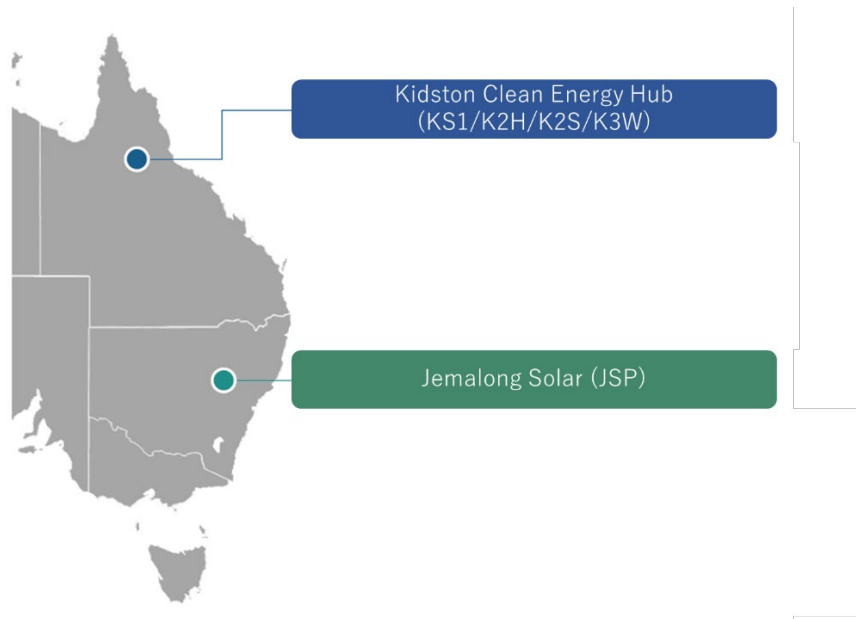 Kidston Clean Energy Hub
(KS1/K2H/K2S/K3W)
Jemalong Solar (JSP)